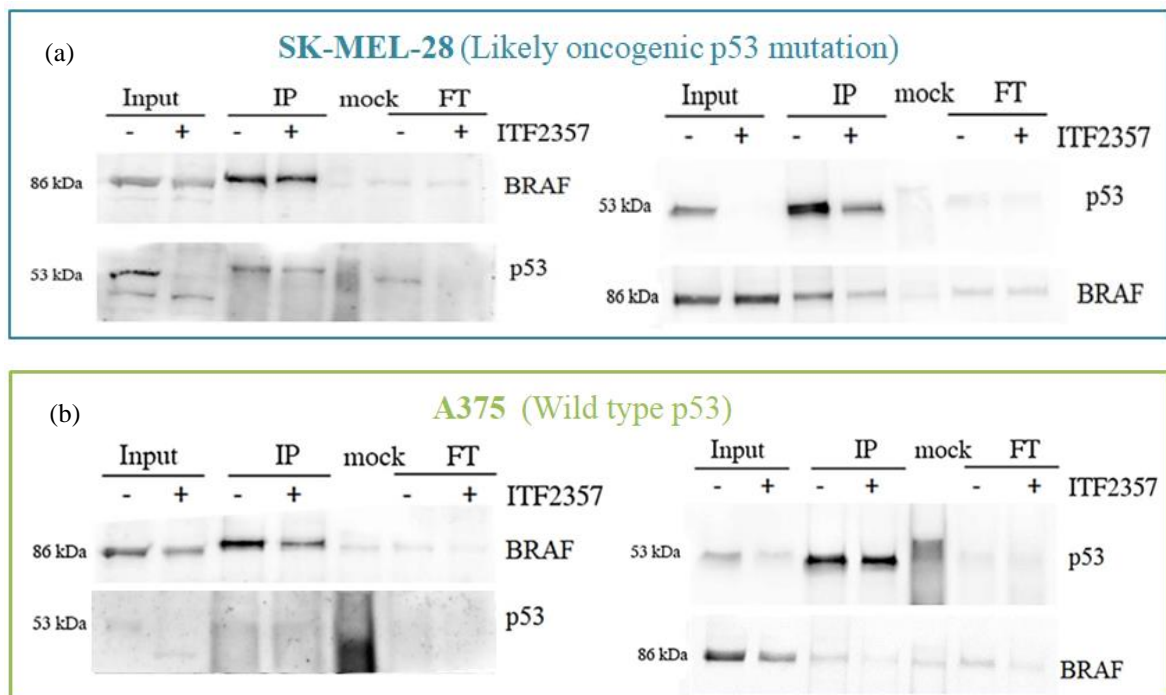 (a)
SK-MEL-28 (Likely oncogenic p53 mutation)
Input IP mock FT
- + - + - + ITF2357
86 kDa BRAF
53 kDa p53
Input IP mock FT
- + - + - + ITF2357
53 kDa p53
86 kDa BRAF
(b)
A375 (Wild type p53)
Input IP mock FT
- + - + - + ITF2357
86 kDa BRAF
53 kDa p53
Input IP mock FT
- + - + - + ITF2357
53 kDa p53
86 kDa BRAF